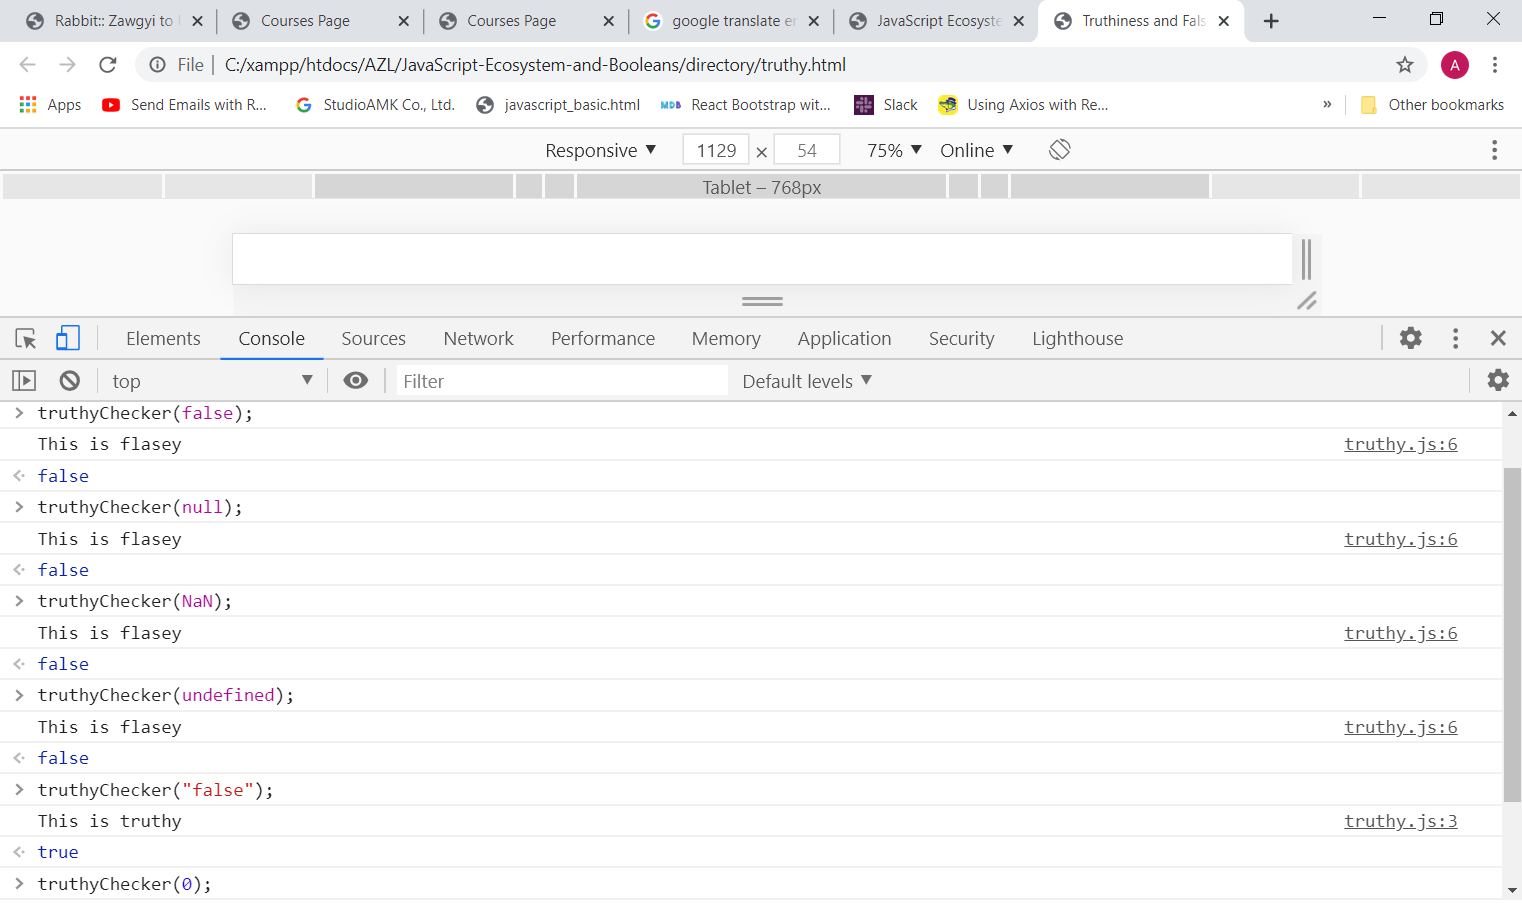 Rabbit:: Zawgyi to
Courses Page
Courses Page
google translate en
JavaScript Ecosyste
Truthiness and Fals
File
C:/xampp/htdocs/AZL/JavaScript-Ecosystem-and-Booleans/directory/truthy.html
A
Apps
Send Emails with R...
StudioAMK Co., Ltd.
javascript_basic.html
MDB
React Bootstrap wit...
Slack
Using Axios with Re...
»
Other bookmarks
Responsive
1129 × 54
75%
Online
Tablet – 768px
Elements
Console
Sources
Network
Performance
Memory
Application
Security
Lighthouse
top
Filter
Default levels
truthyChecker(false);
This is flasey truthy.js:6
false
truthyChecker(null);
This is flasey truthy.js:6
false
truthyChecker(NaN);
This is flasey truthy.js:6
false
truthyChecker(undefined);
This is flasey truthy.js:6
false
truthyChecker("false");
This is truthy truthy.js:3
true
truthyChecker(0);